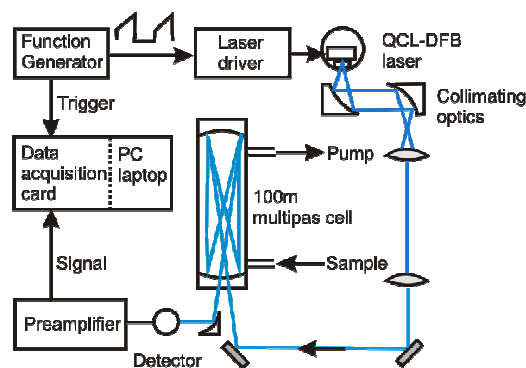 Function
Generator
Laser
driver
QCL-DFB
laser
Collimating
optics
Trigger
Data
acquisition
card
PC
laptop
Pump
100m
multipas cell
Sample
Signal
Preamplifier
Detector